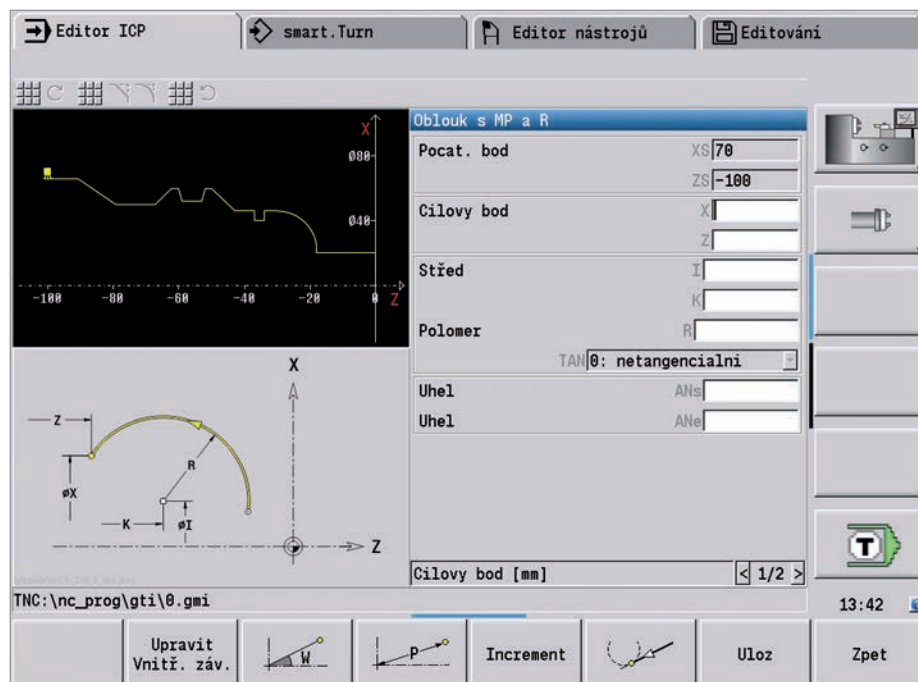 Editor ICP
smart.Turn
Editor nástrojů
Editování
X
Ø80
Ø40
-100 -80 -60 -40 -20 0 Z
Oblouk s MP a R
Pocat. bod XS 70
ZS -100
Cilovy bod X
Z
Střed I
K
Polomer R
TAN 0: netangencialni
Uhel ANs
Uhel ANe
X
Z
R
øX
K
øI
Z
Cilovy bod [mm] < 1/2 >
T
TNC:\nc_prog\gti\0.gmi
13:42
Upravit
Vnitř. záv.
W
P
Increment
Uloz
Zpet